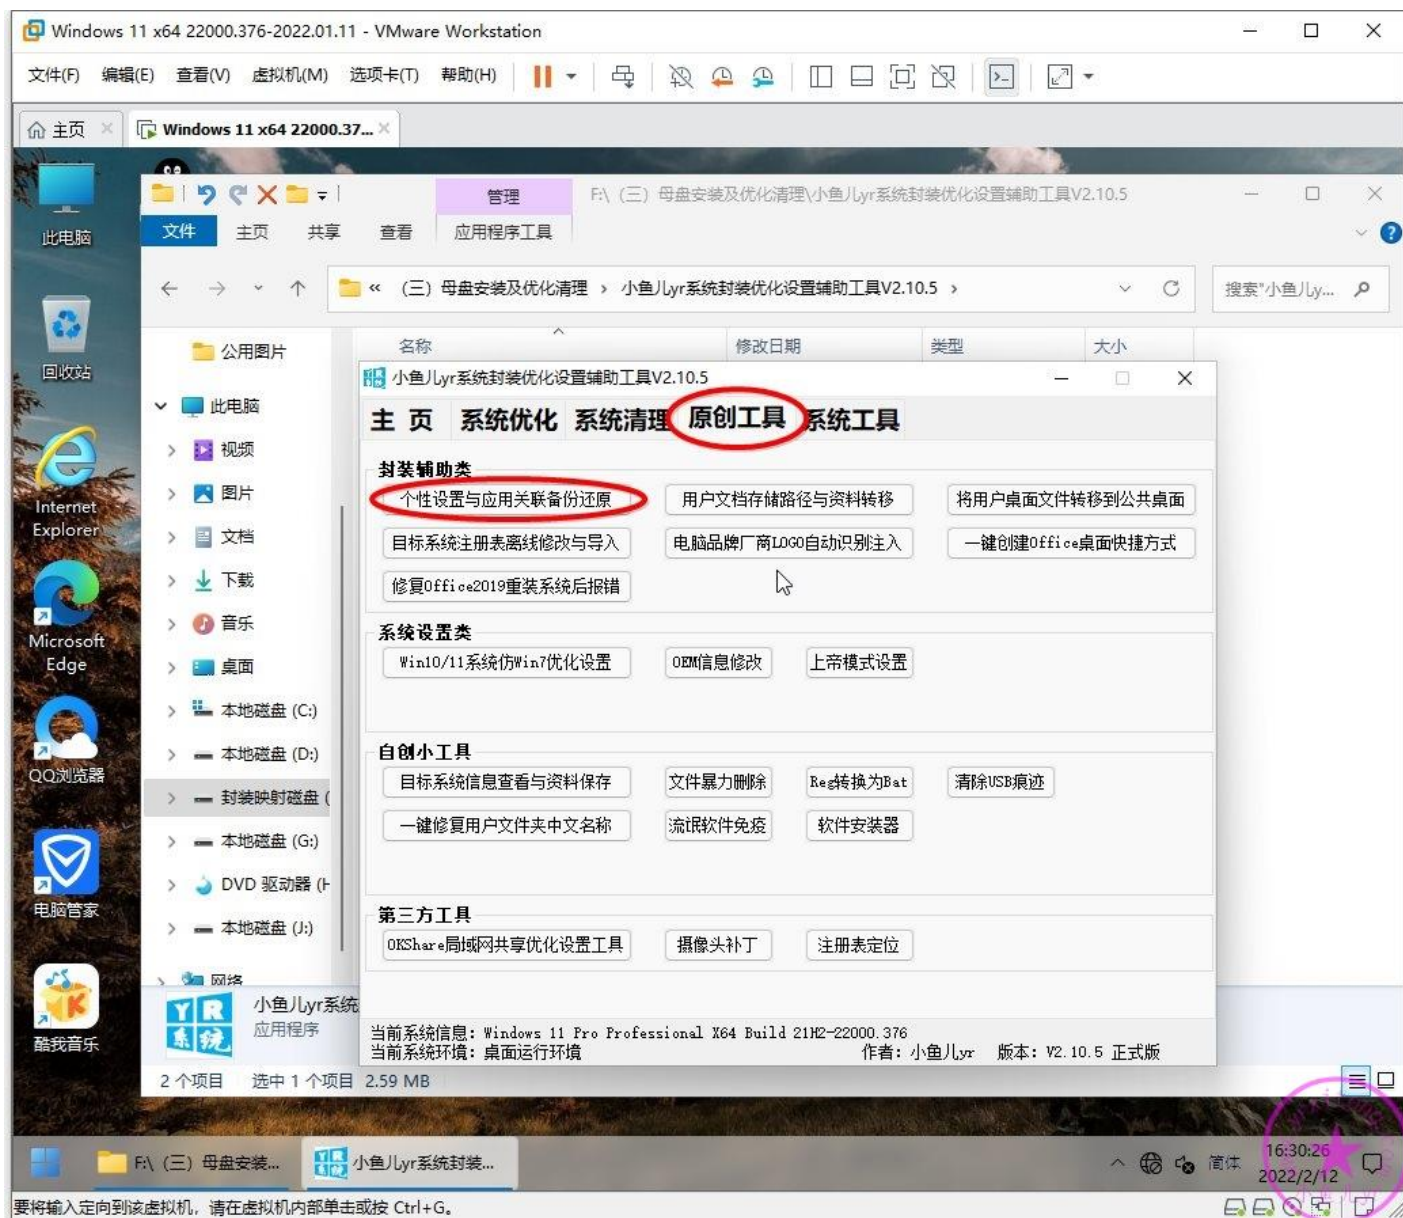 Windows 11 x64 22000.376-2022.01.11 - VMware Workstation
文件(F) 编辑(E) 查看(V) 虚拟机(M) 选项卡(T) 帮助(H)
主页 Windows 11 x64 22000.37...
管理 F:\（三）母盘安装及优化清理\小鱼儿yr系统封装优化设置辅助工具V2.10.5
文件 主页 共享 查看 应用程序工具
« （三）母盘安装及优化清理 › 小鱼儿yr系统封装优化设置辅助工具V2.10.5 ›
搜索"小鱼儿y...
此电脑
回收站
Internet
Explorer
Microsoft
Edge
QQ浏览器
电脑管家
酷我音乐
名称 修改日期 类型 大小
公用图片
此电脑
视频
图片
文档
下载
音乐
桌面
本地磁盘 (C:)
本地磁盘 (D:)
封装映射磁盘 (
本地磁盘 (G:)
DVD 驱动器 (H
本地磁盘 (J:)
网络
小鱼儿yr系统封装优化设置辅助工具V2.10.5
主 页 系统优化 系统清理 原创工具 系统工具
封装辅助类
个性设置与应用关联备份还原 用户文档存储路径与资料转移 将用户桌面文件转移到公共桌面
目标系统注册表离线修改与导入 电脑品牌厂商LOGO自动识别注入 一键创建Office桌面快捷方式
修复Office2019重装系统后报错
系统设置类
Win10/11系统仿Win7优化设置 OEM信息修改 上帝模式设置
自创小工具
目标系统信息查看与资料保存 文件暴力删除 Reg转换为Bat 清除USB痕迹
一键修复用户文件夹中文名称 流氓软件免疫 软件安装器
第三方工具
OKShare局域网共享优化设置工具 摄像头补丁 注册表定位
当前系统信息：Windows 11 Pro Professional X64 Build 21H2-22000.376
当前系统环境：桌面运行环境 作者：小鱼儿yr 版本：V2.10.5 正式版
YR
系统
小鱼儿yr系统
应用程序
2 个项目 选中 1 个项目 2.59 MB
F:\（三）母盘安装... 小鱼儿yr系统封装...
简体 16:30:26
2022/2/12
小鱼儿yr
要将输入定向到该虚拟机，请在虚拟机内部单击或按 Ctrl+G。